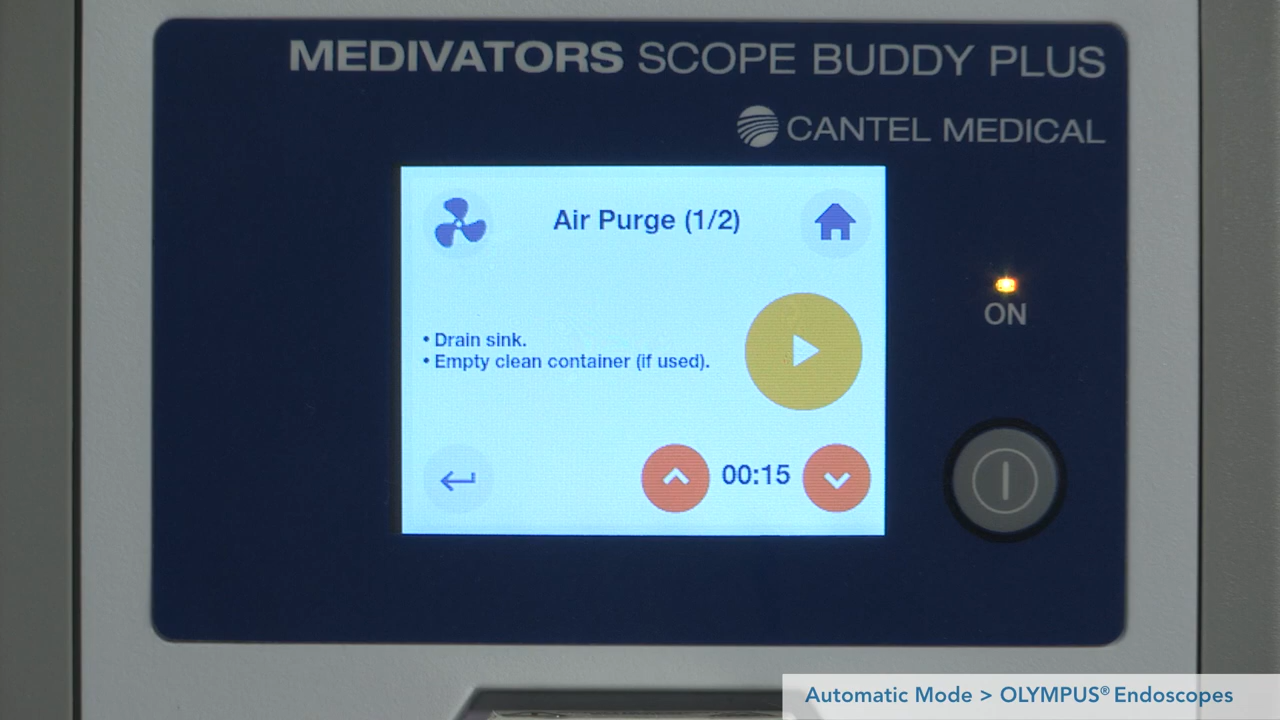 MEDIVATORS SCOPE BUDDY PLUS
CANTEL MEDICAL
Air Purge (1/2)
ON
• Drain sink.
• Empty clean container (if used).
00:15
Automatic Mode > OLYMPUS® Endoscopes